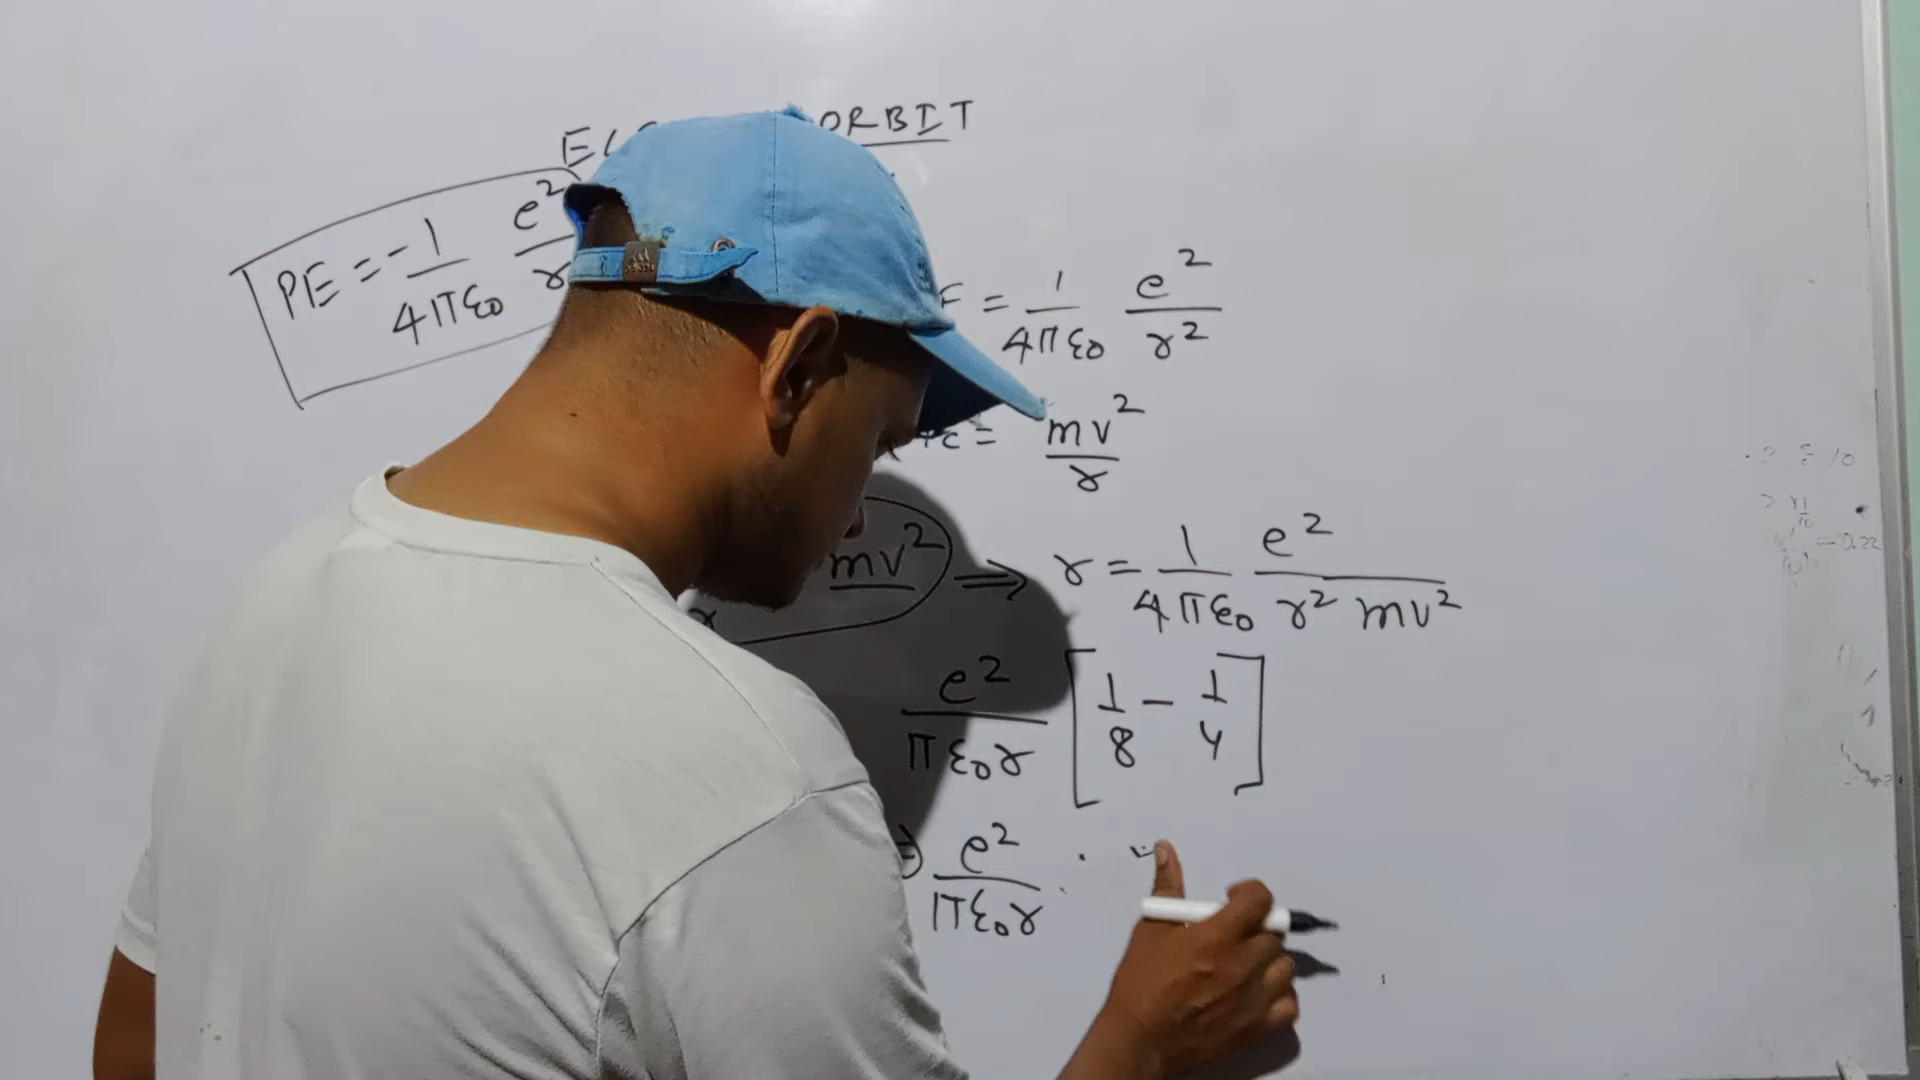 ORBIT
PE = -1/4πε0 e²/r
= 1/4πε0 e²/r²
c = mv²/r
mv² ⇒ r = 1/4πε0 e²/r² mv²
e²/πε0r [1/8 - 1/4]
e²/πε0r .